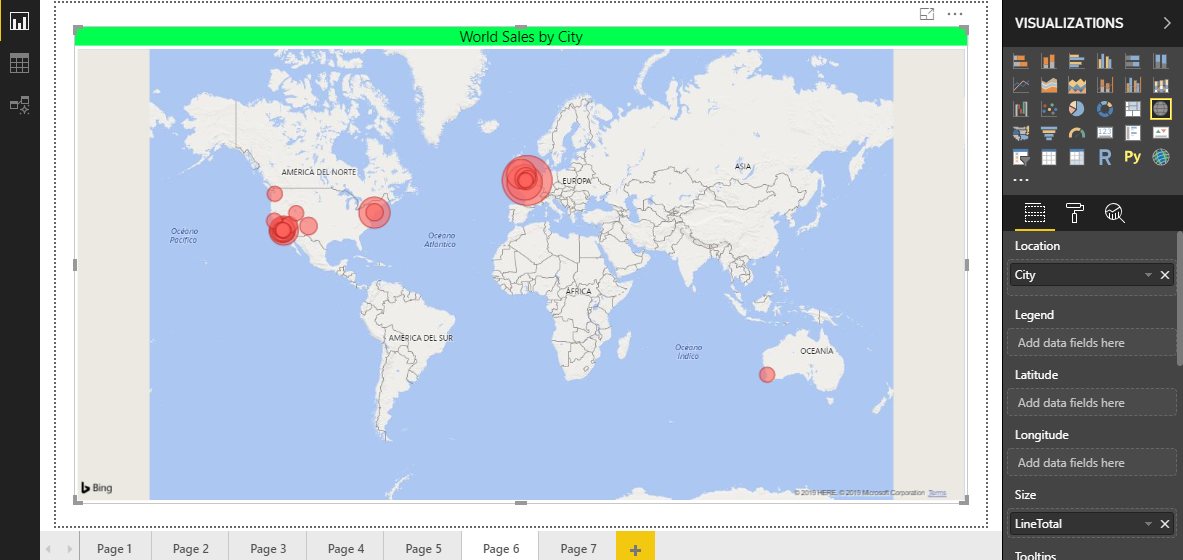 World Sales by City
VISUALIZATIONS
AMÉRICA DEL NORTE
ASIA
EUROPA
Océano
Pacífico
Océano
Atlántico
ÁFRICA
AMÉRICA DEL SUR
Océano
Índico
OCEANÍA
Bing
© 2019 HERE, © 2019 Microsoft Corporation Terms
R
Py
Location
City
Legend
Add data fields here
Latitude
Add data fields here
Longitude
Add data fields here
Size
LineTotal
Tooltips
Page 1
Page 2
Page 3
Page 4
Page 5
Page 6
Page 7